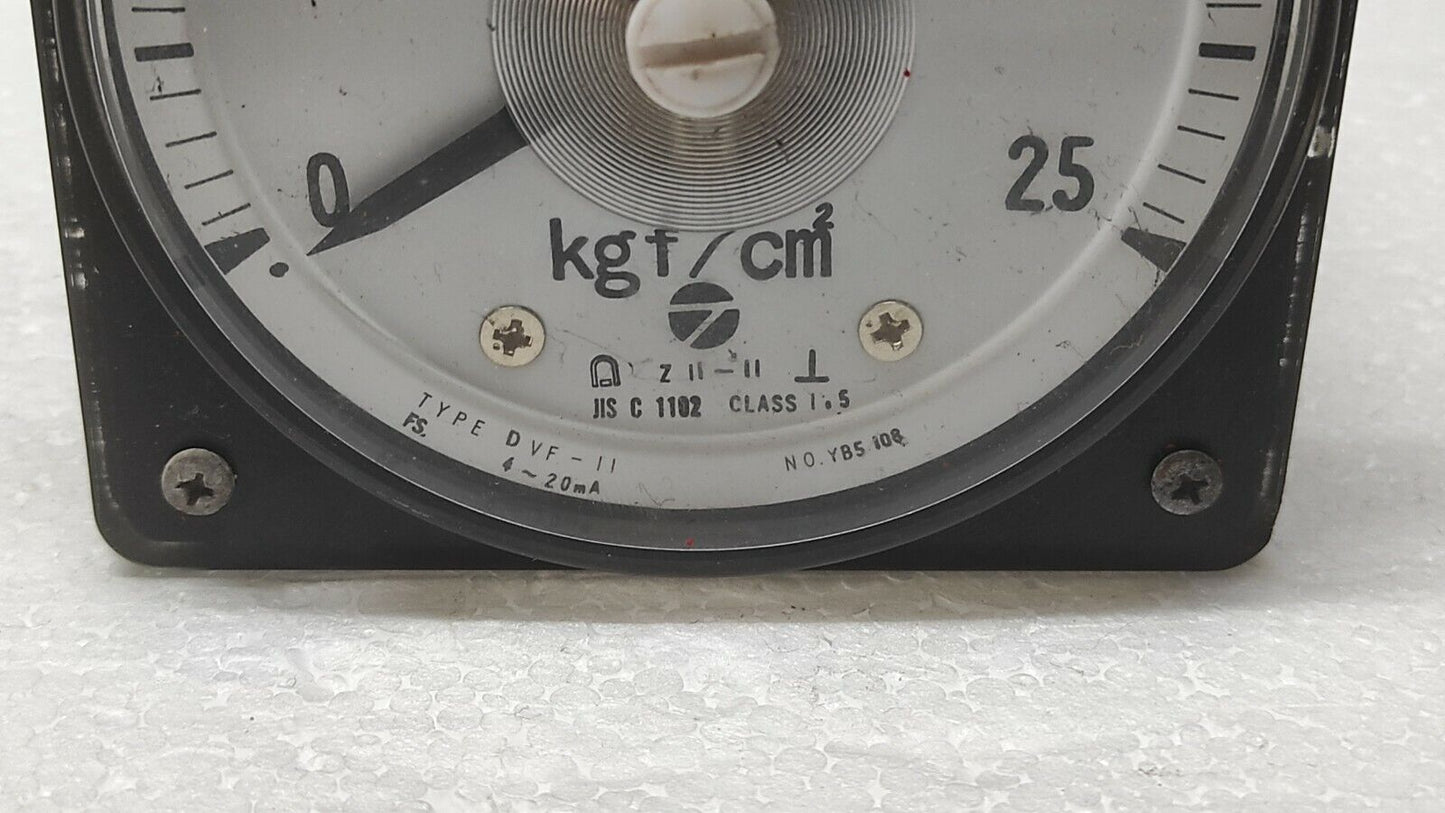 0
25
kgf/cm²
Z II-II
JIS C 1102 CLASS 1.5
TYPE DVF-II
FS. 4~20mA
NO.YB5 108